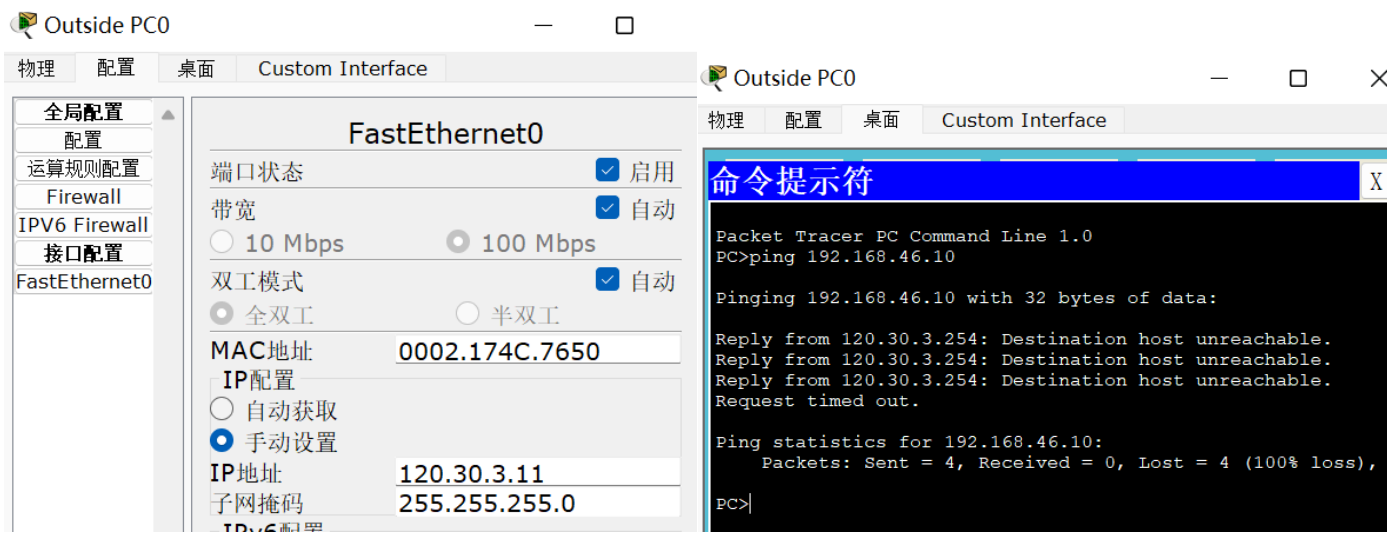 Outside PC0
物理 配置 桌面 Custom Interface
全局配置
配置
运算规则配置
Firewall
IPV6 Firewall
接口配置
FastEthernet0
FastEthernet0
端口状态 启用
带宽 自动
10 Mbps 100 Mbps
双工模式 自动
全双工 半双工
MAC地址 0002.174C.7650
IP配置
自动获取
手动设置
IP地址 120.30.3.11
子网掩码 255.255.255.0
IPv6配置
Outside PC0
物理 配置 桌面 Custom Interface
命令提示符 X
Packet Tracer PC Command Line 1.0
PC>ping 192.168.46.10
Pinging 192.168.46.10 with 32 bytes of data:
Reply from 120.30.3.254: Destination host unreachable.
Reply from 120.30.3.254: Destination host unreachable.
Reply from 120.30.3.254: Destination host unreachable.
Request timed out.
Ping statistics for 192.168.46.10:
Packets: Sent = 4, Received = 0, Lost = 4 (100% loss),
PC>